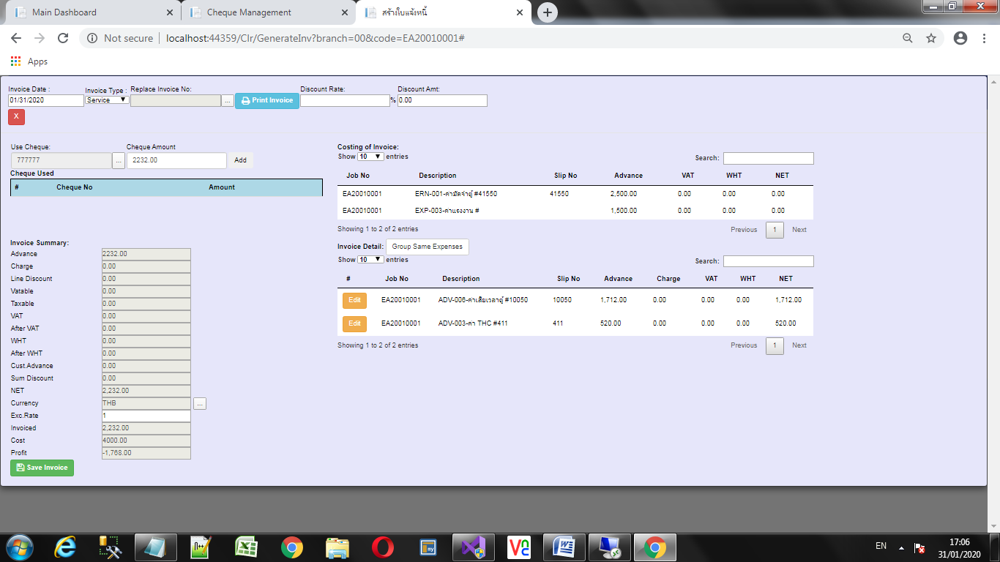 Main Dashboard
Cheque Management
สร้างใบแจ้งหนี้
Not secure
localhost:44359/Clr/GenerateInv?branch=00&code=EA20010001#
Apps
Invoice Date : Invoice Type : Replace Invoice No: Discount Rate: Discount Amt:
01/31/2020 Service ... Print Invoice % 0.00
X
Use Cheque: Cheque Amount
777777 ... 2232.00 Add
Cheque Used
# Cheque No Amount
Invoice Summary:
Advance 2232.00
Charge 0.00
Line Discount 0.00
Vatable 0.00
Taxable 0.00
VAT 0.00
After VAT 0.00
WHT 0.00
After WHT 0.00
Cust.Advance 0.00
Sum Discount 0.00
NET 2,232.00
Currency THB ...
Exc.Rate 1
Invoiced 2,232.00
Cost 4000.00
Profit -1,768.00
Save Invoice
Costing of Invoice:
Show 10 entries
Search:
Job No Description Slip No Advance VAT WHT NET
EA20010001 ERN-001-ค่ามัดจำตู้ #41550 41550 2,500.00 0.00 0.00 0.00
EA20010001 EXP-003-ค่าแรงงาน # 1,500.00 0.00 0.00 0.00
Showing 1 to 2 of 2 entries Previous 1 Next
Invoice Detail: Group Same Expenses
Show 10 entries
Search:
# Job No Description Slip No Advance Charge VAT WHT NET
Edit EA20010001 ADV-006-ค่าเสียเวลาตู้ #10050 10050 1,712.00 0.00 0.00 0.00 1,712.00
Edit EA20010001 ADV-003-ค่า THC #411 411 520.00 0.00 0.00 0.00 520.00
Showing 1 to 2 of 2 entries Previous 1 Next
EN
17:06
31/01/2020